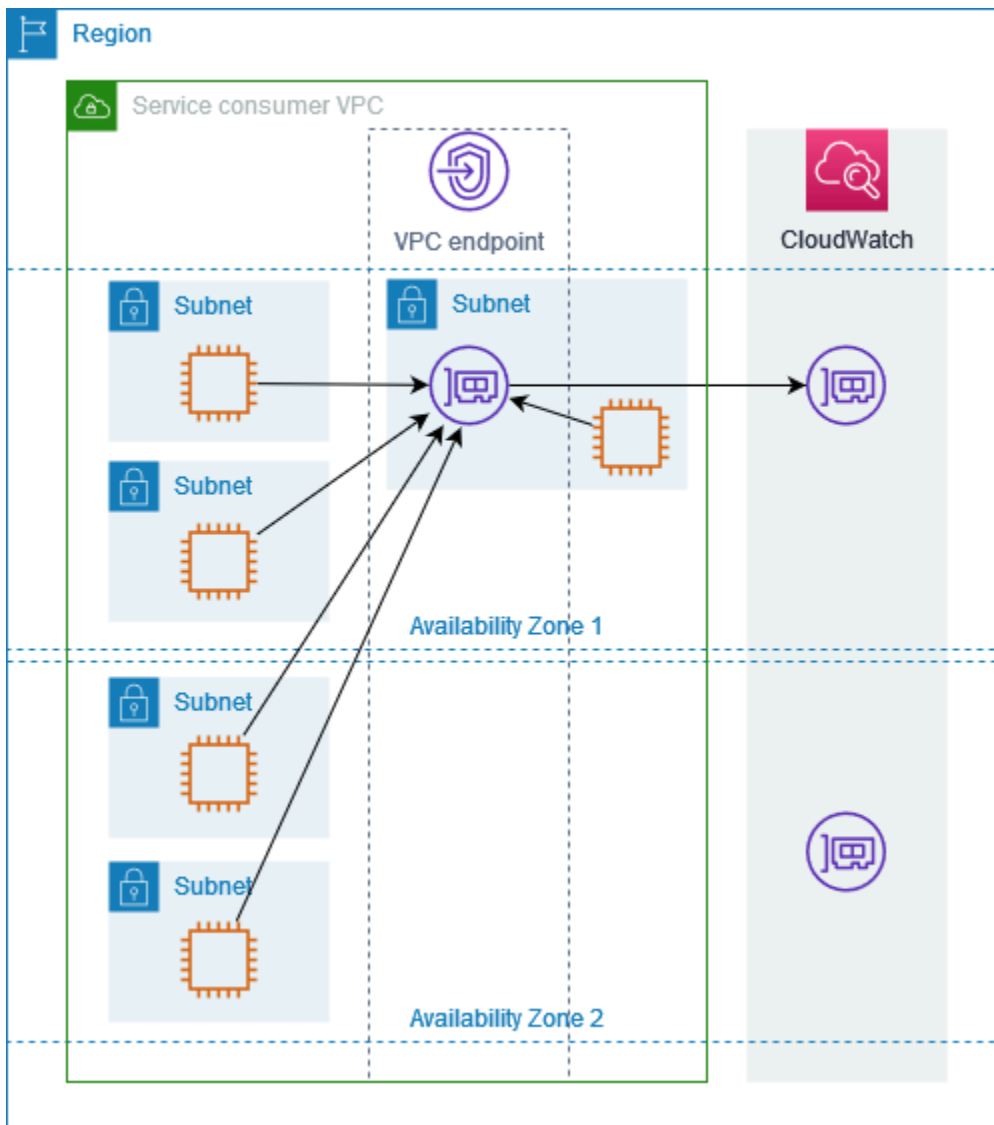 Region
Service consumer VPC
VPC endpoint
CloudWatch
Subnet
Subnet
Subnet
Availability Zone 1
Subnet
Subnet
Availability Zone 2